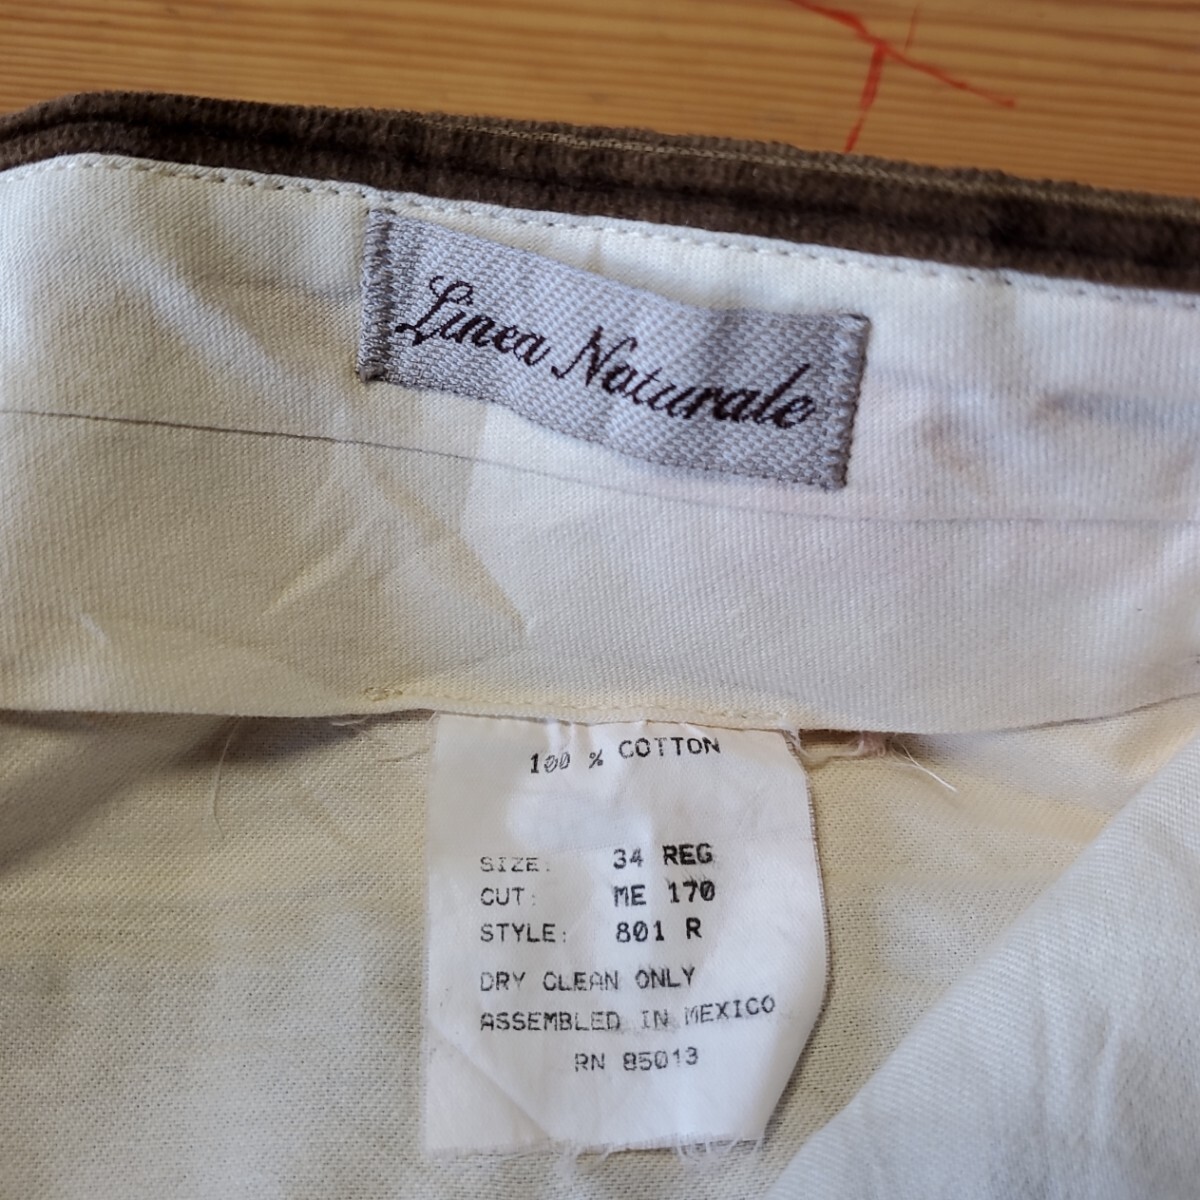 Linea Naturale
100 % COTTON
SIZE: 34 REG
CUT: ME 170
STYLE: 801 R
DRY CLEAN ONLY
ASSEMBLED IN MEXICO
RN 85013